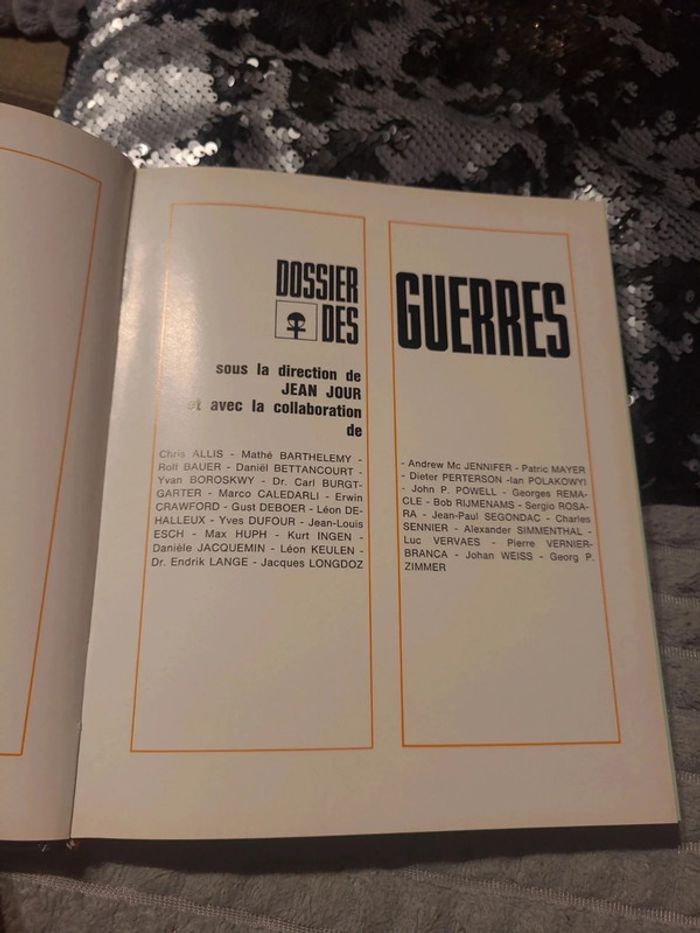 DOSSIER
DES
GUERRES
sous la direction de
JEAN JOUR
et avec la collaboration
de
Chris ALLIS - Mathé BARTHELEMY -
Rolf BAUER - Daniël BETTANCOURT -
Yvan BOROSKWY - Dr. Carl BURGT-
GARTER - Marco CALEDARLI - Erwin
CRAWFORD - Gust DEBOER - Léon DE-
HALLEUX - Yves DUFOUR - Jean-Louis
ESCH - Max HUPH - Kurt INGEN -
Danièle JACQUEMIN - Léon KEULEN -
Dr. Endrik LANGE - Jacques LONGDOZ
- Andrew Mc JENNIFER - Patric MAYER
- Dieter PERTERSON -Ian POLAKOWYI
- John P. POWELL - Georges REMA-
CLE - Bob RIJMENAMS - Sergio ROSA-
RA - Jean-Paul SEGONDAC - Charles
SENNIER - Alexander SIMMENTHAL -
Luc VERVAES - Pierre VERNIER-
BRANCA - Johan WEISS - Georg P.
ZIMMER